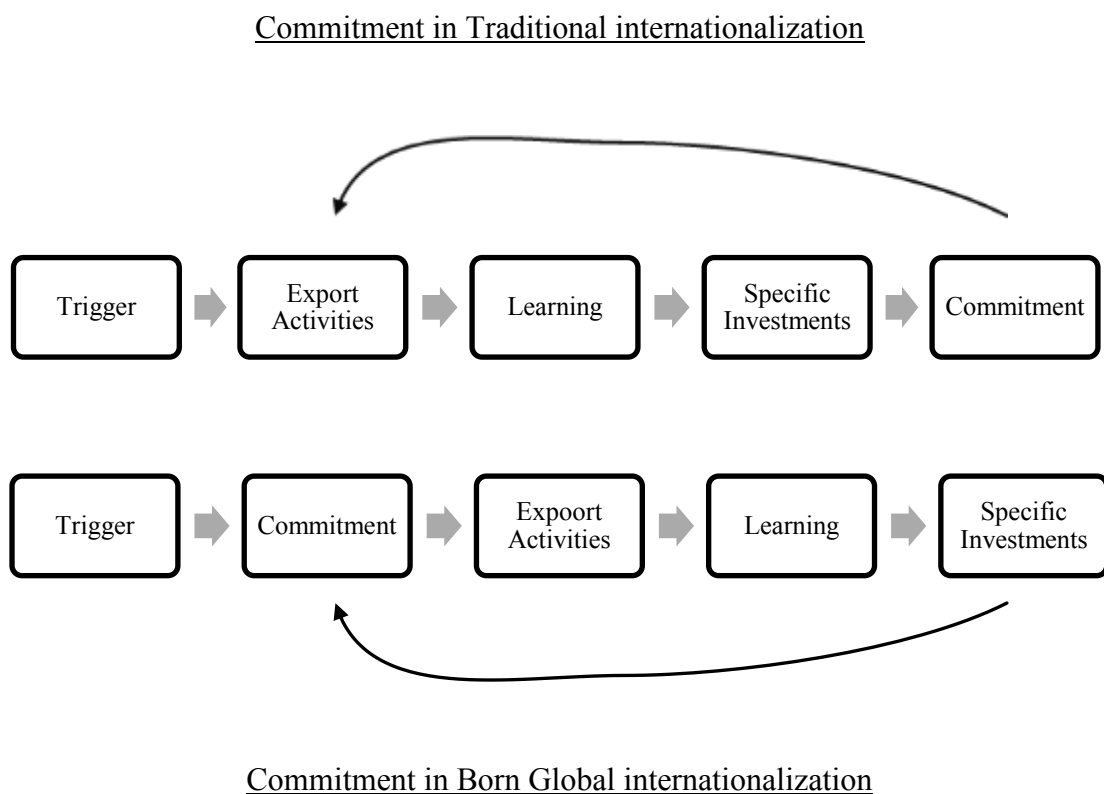 Commitment in Traditional internationalization
Trigger
Export
Activities
Learning
Specific
Investments
Commitment
Trigger
Commitment
Expoort
Activities
Learning
Specific
Investments
Commitment in Born Global internationalization